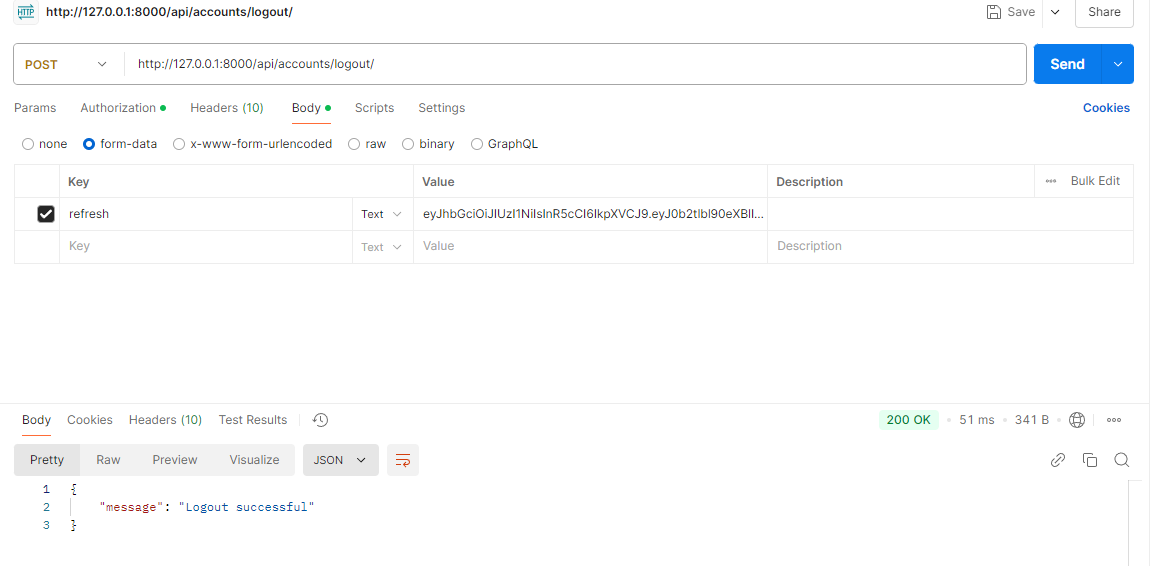 HTTP http://127.0.0.1:8000/api/accounts/logout/ Save Share
POST http://127.0.0.1:8000/api/accounts/logout/ Send
Params Authorization Headers (10) Body Scripts Settings Cookies
none form-data x-www-form-urlencoded raw binary GraphQL
Key Value Description Bulk Edit
refresh Text eyJhbGciOiJIUzI1NiIsInR5cCI6IkpXVCJ9.eyJ0b2tlbl90eXBlI...
Key Text Value Description
Body Cookies Headers (10) Test Results 200 OK 51 ms 341 B
Pretty Raw Preview Visualize JSON
1 {
2 "message": "Logout successful"
3 }